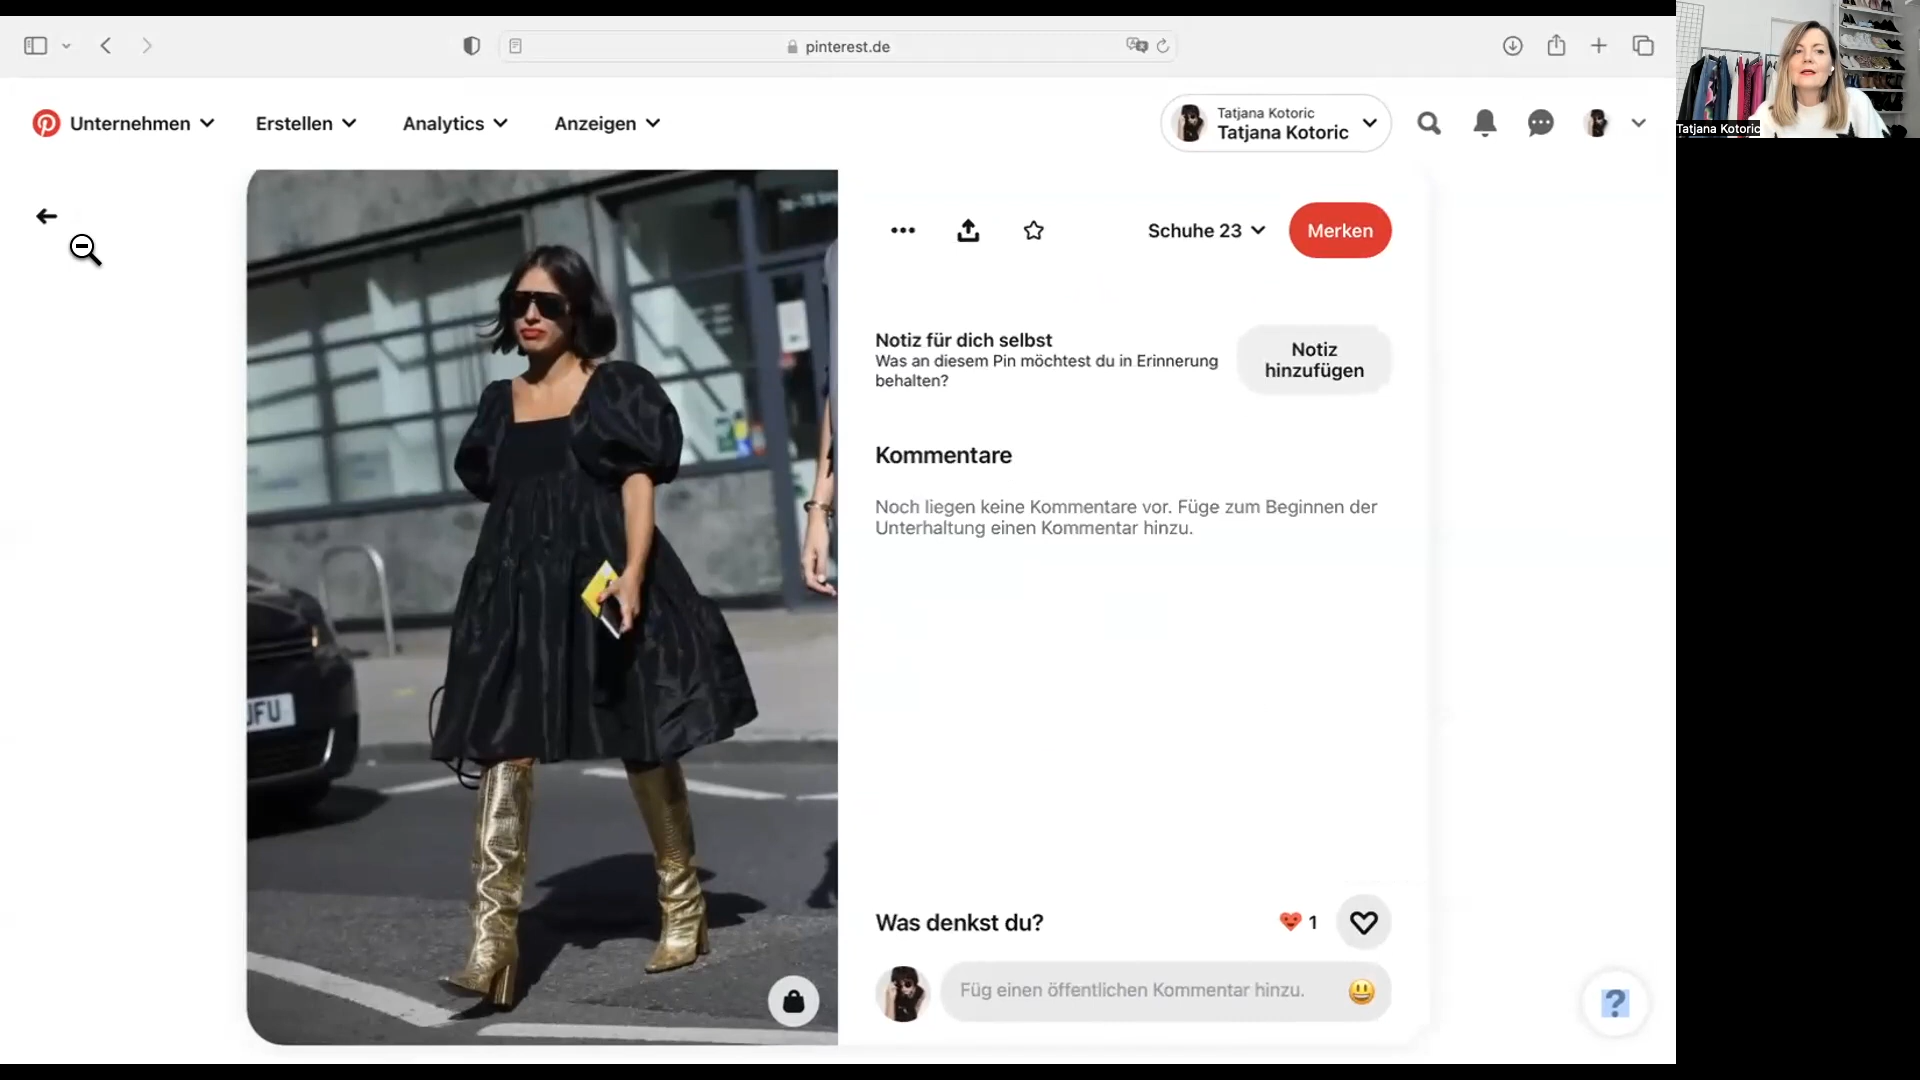 pinterest.de
Unternehmen
Erstellen
Analytics
Anzeigen
Tatjana Kotoric
Tatjana Kotoric
Tatjana Kotoric
Schuhe 23
Merken
Notiz für dich selbst
Was an diesem Pin möchtest du in Erinnerung
behalten?
Notiz
hinzufügen
Kommentare
Noch liegen keine Kommentare vor. Füge zum Beginnen der
Unterhaltung einen Kommentar hinzu.
JFU
Was denkst du?
1
Füg einen öffentlichen Kommentar hinzu.
?